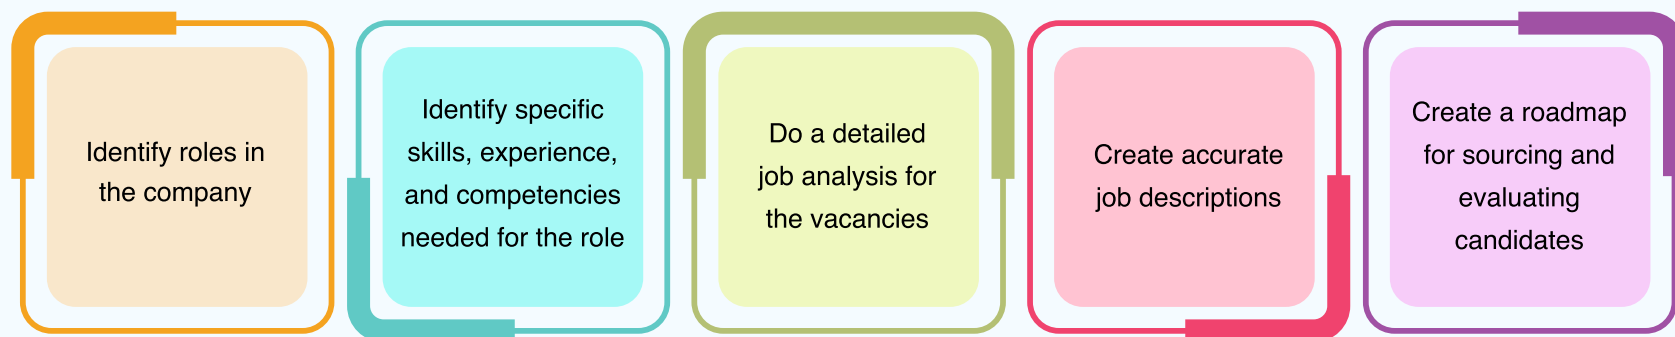 Identify roles in
the company
Identify specific
skills, experience,
and competencies
needed for the role
Do a detailed
job analysis for
the vacancies
Create accurate
job descriptions
Create a roadmap
for sourcing and
evaluating
candidates